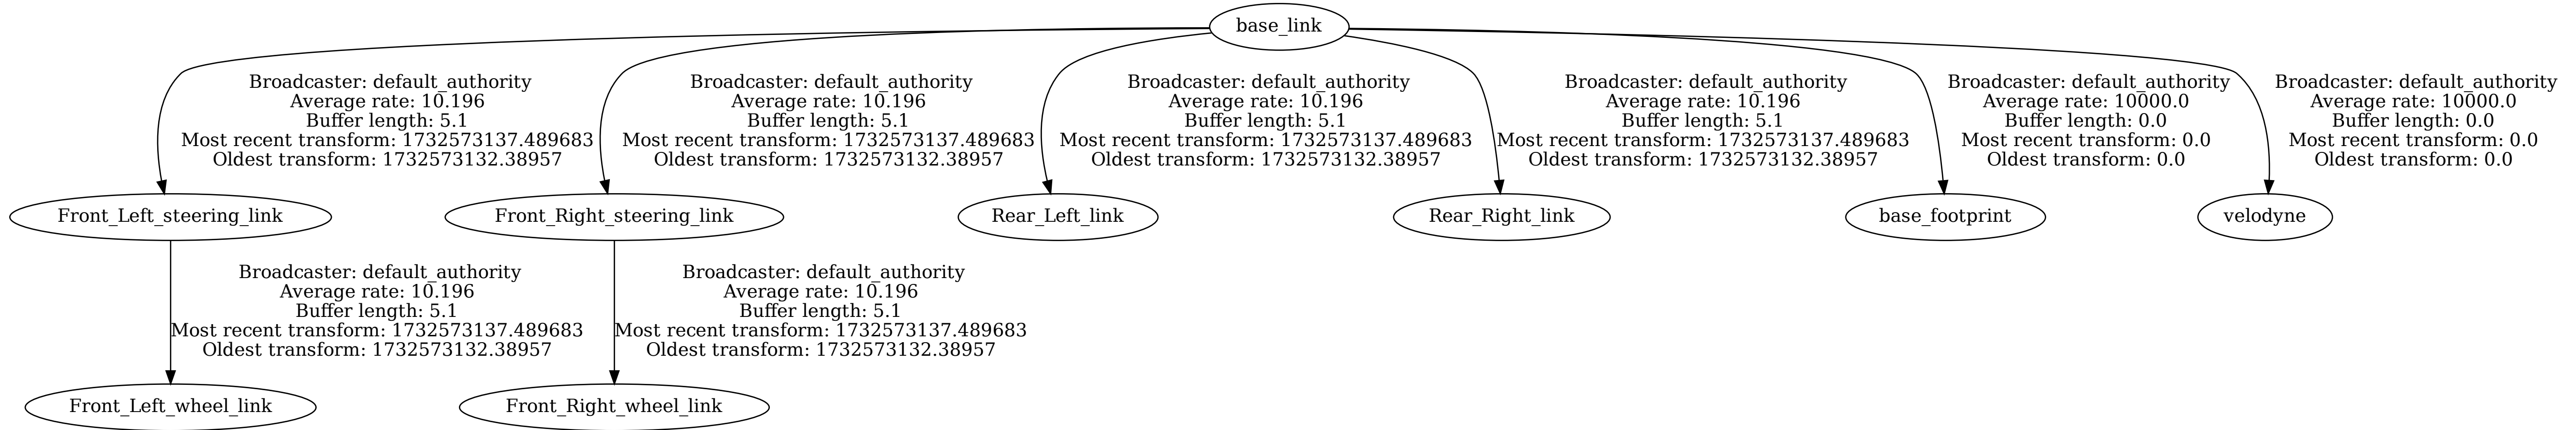 base_link
Broadcaster: default_authority
Average rate: 10.196
Buffer length: 5.1
Most recent transform: 1732573137.489683
Oldest transform: 1732573132.38957
Broadcaster: default_authority
Average rate: 10.196
Buffer length: 5.1
Most recent transform: 1732573137.489683
Oldest transform: 1732573132.38957
Broadcaster: default_authority
Average rate: 10.196
Buffer length: 5.1
Most recent transform: 1732573137.489683
Oldest transform: 1732573132.38957
Broadcaster: default_authority
Average rate: 10.196
Buffer length: 5.1
Most recent transform: 1732573137.489683
Oldest transform: 1732573132.38957
Broadcaster: default_authority
Average rate: 10000.0
Buffer length: 0.0
Most recent transform: 0.0
Oldest transform: 0.0
Broadcaster: default_authority
Average rate: 10000.0
Buffer length: 0.0
Most recent transform: 0.0
Oldest transform: 0.0
Front_Left_steering_link
Front_Right_steering_link
Rear_Left_link
Rear_Right_link
base_footprint
velodyne
Broadcaster: default_authority
Average rate: 10.196
Buffer length: 5.1
Most recent transform: 1732573137.489683
Oldest transform: 1732573132.38957
Broadcaster: default_authority
Average rate: 10.196
Buffer length: 5.1
Most recent transform: 1732573137.489683
Oldest transform: 1732573132.38957
Front_Left_wheel_link
Front_Right_wheel_link